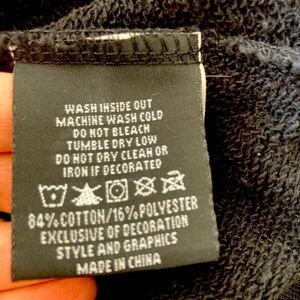 WASH INSIDE OUT
MACHINE WASH COLD
DO NOT BLEACH
TUMBLE DRY LOW
DO NOT DRY CLEAN OR
IRON IF DECORATED
84% COTTON/16% POLYESTER
EXCLUSIVE OF DECORATION
STYLE AND GRAPHICS
MADE IN CHINA